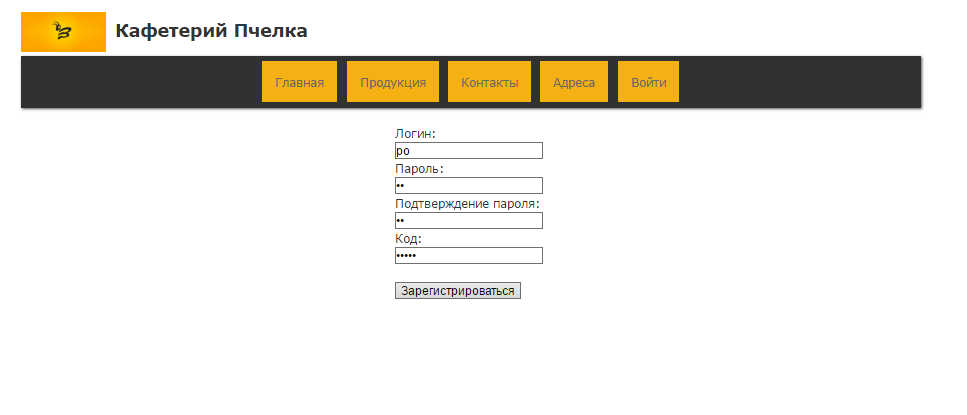 Кафетерий Пчелка
Главная Продукция Контакты Адреса Войти
Логин:
po
Пароль:
••
Подтверждение пароля:
••
Код:
•••••
Зарегистрироваться